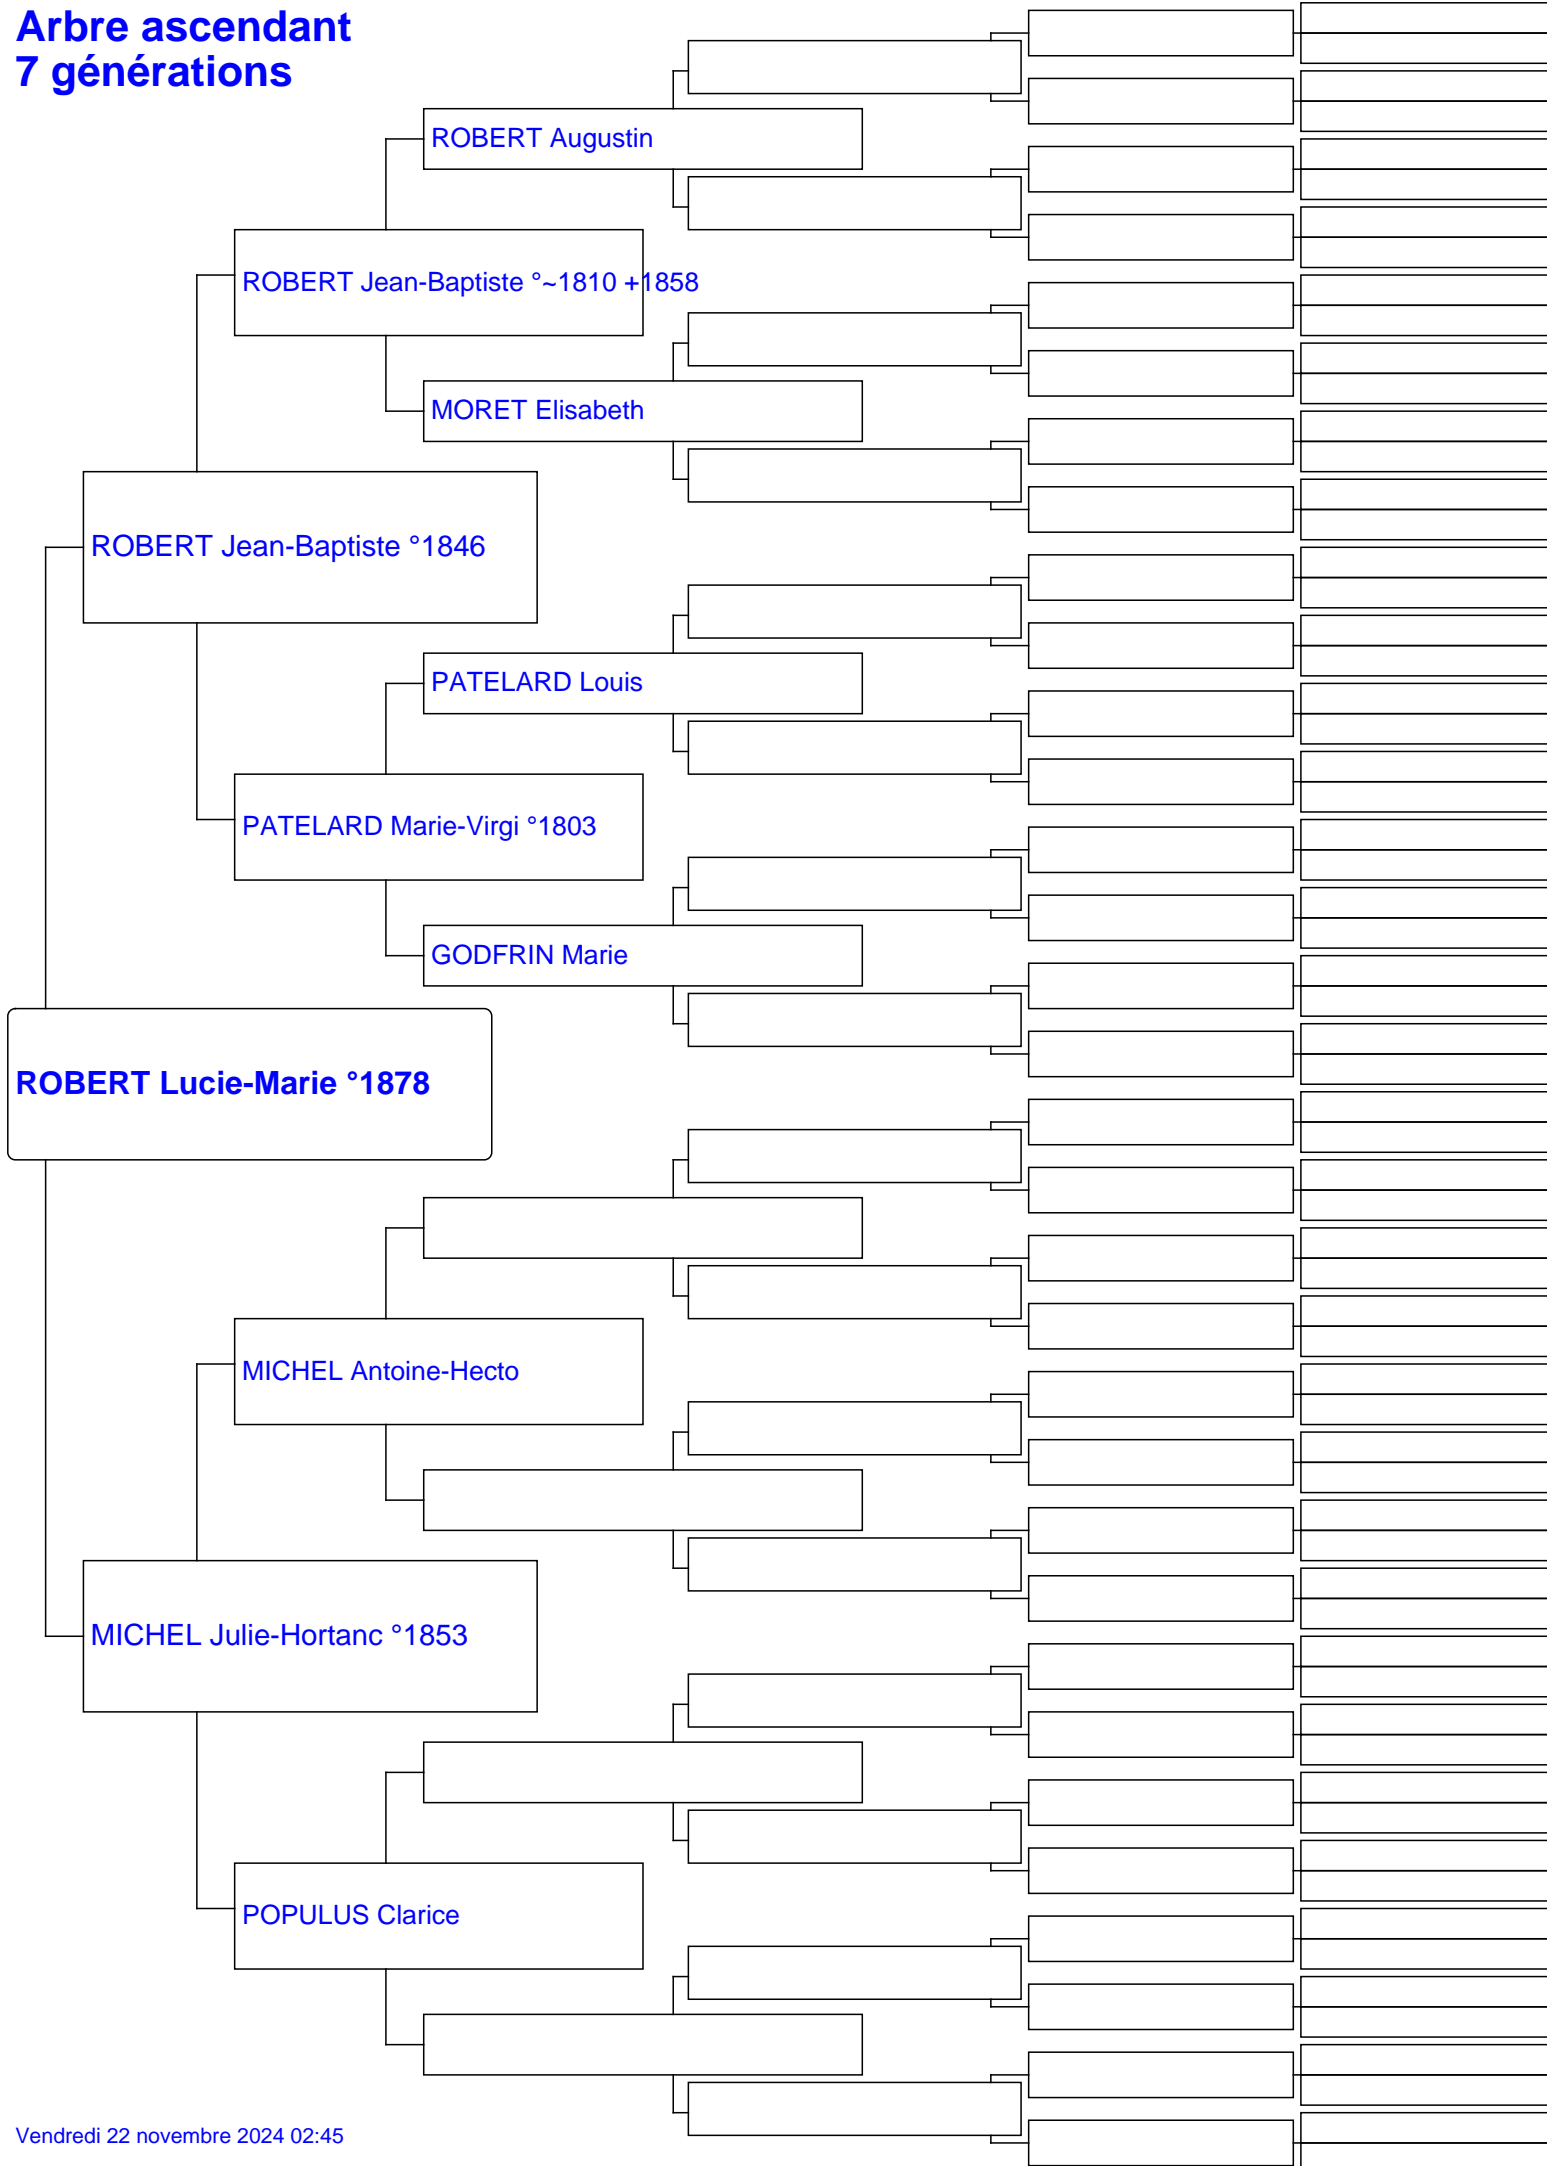 Arbre ascendant
7 générations
ROBERT Augustin
ROBERT Jean-Baptiste °~1810 +1858
MORET Elisabeth
ROBERT Jean-Baptiste °1846
PATELARD Louis
PATELARD Marie-Virgi °1803
GODFRIN Marie
ROBERT Lucie-Marie °1878
MICHEL Antoine-Hecto
MICHEL Julie-Hortanc °1853
POPULUS Clarice
Vendredi 22 novembre 2024 02:45